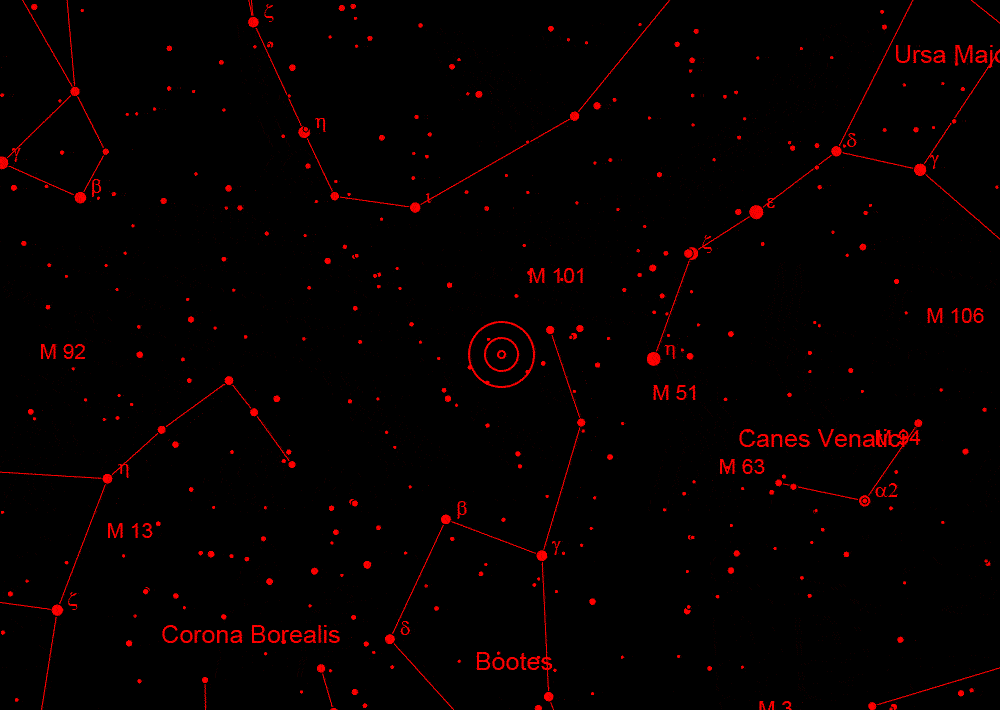 ζ
Ursa Majo
η
δ
γ
γ
β
ε
ι
ζ
M 101
M 106
M 92
η
M 51
Canes Venatici
M 94
M 63
η
α2
β
M 13
γ
ζ
δ
Corona Borealis
Bootes
M 3